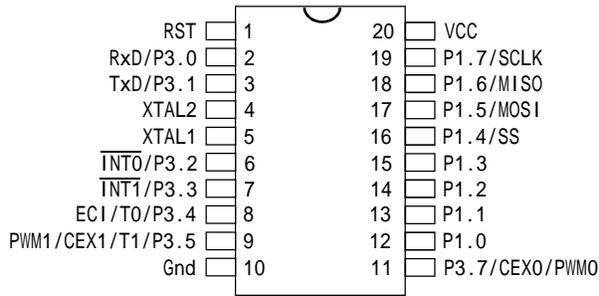 RST 1 20 VCC
RxD/P3.0 2 19 P1.7/SCLK
TxD/P3.1 3 18 P1.6/MISO
XTAL2 4 17 P1.5/MOSI
XTAL1 5 16 P1.4/SS
INT0/P3.2 6 15 P1.3
INT1/P3.3 7 14 P1.2
ECI/T0/P3.4 8 13 P1.1
PWM1/CEX1/T1/P3.5 9 12 P1.0
Gnd 10 11 P3.7/CEX0/PWM0